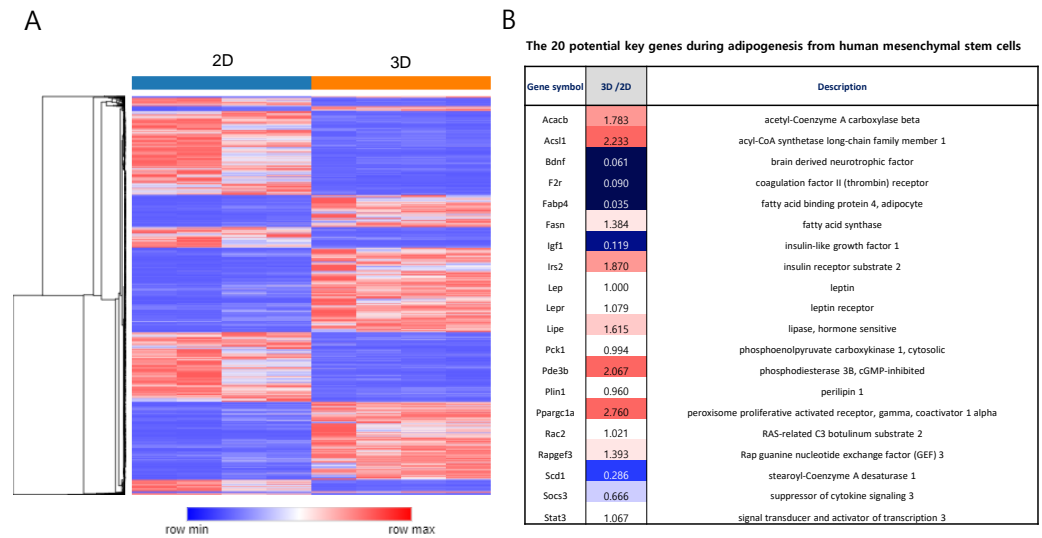 A
B
2D
3D
row min
row max
The 20 potential key genes during adipogenesis from human mesenchymal stem cells
Gene symbol 3D /2D Description
Acacb 1.783 acetyl-Coenzyme A carboxylase beta
Acsl1 2.233 acyl-CoA synthetase long-chain family member 1
Bdnf 0.061 brain derived neurotrophic factor
F2r 0.090 coagulation factor II (thrombin) receptor
Fabp4 0.035 fatty acid binding protein 4, adipocyte
Fasn 1.384 fatty acid synthase
Igf1 0.119 insulin-like growth factor 1
Irs2 1.870 insulin receptor substrate 2
Lep 1.000 leptin
Lepr 1.079 leptin receptor
Lipe 1.615 lipase, hormone sensitive
Pck1 0.994 phosphoenolpyruvate carboxykinase 1, cytosolic
Pde3b 2.067 phosphodiesterase 3B, cGMP-inhibited
Plin1 0.960 perilipin 1
Ppargc1a 2.760 peroxisome proliferative activated receptor, gamma, coactivator 1 alpha
Rac2 1.021 RAS-related C3 botulinum substrate 2
Rapgef3 1.393 Rap guanine nucleotide exchange factor (GEF) 3
Scd1 0.286 stearoyl-Coenzyme A desaturase 1
Socs3 0.666 suppressor of cytokine signaling 3
Stat3 1.067 signal transducer and activator of transcription 3